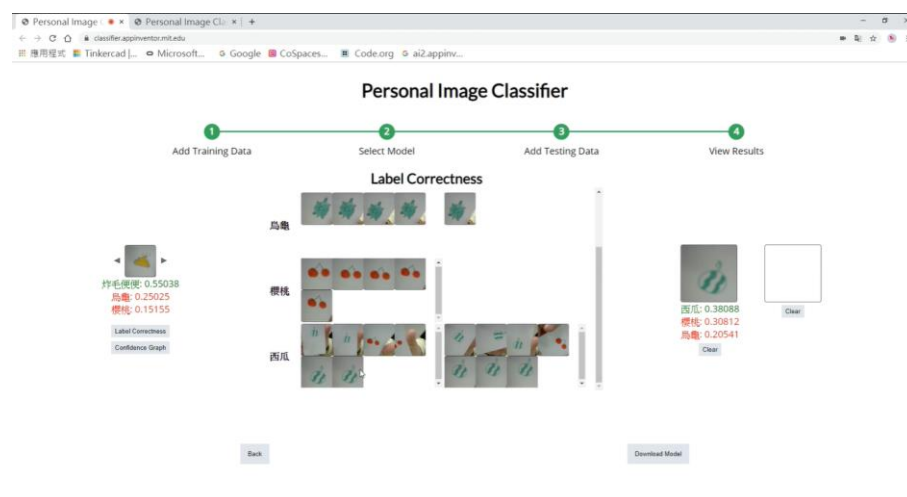 Personal Image C
Personal Image Cla
classifier.appinventor.mit.edu
應用程式
Tinkercad |...
Microsoft...
Google
CoSpaces...
Code.org
ai2.appinv...
Personal Image Classifier
1
2
3
4
Add Training Data
Select Model
Add Testing Data
View Results
Label Correctness
烏龜
櫻桃
西瓜
炸毛便便: 0.55038
烏龜: 0.25025
櫻桃: 0.15155
Label Correctness
Confidence Graph
西瓜: 0.38088
櫻桃: 0.30812
烏龜: 0.20541
Clear
Clear
Back
Download Model